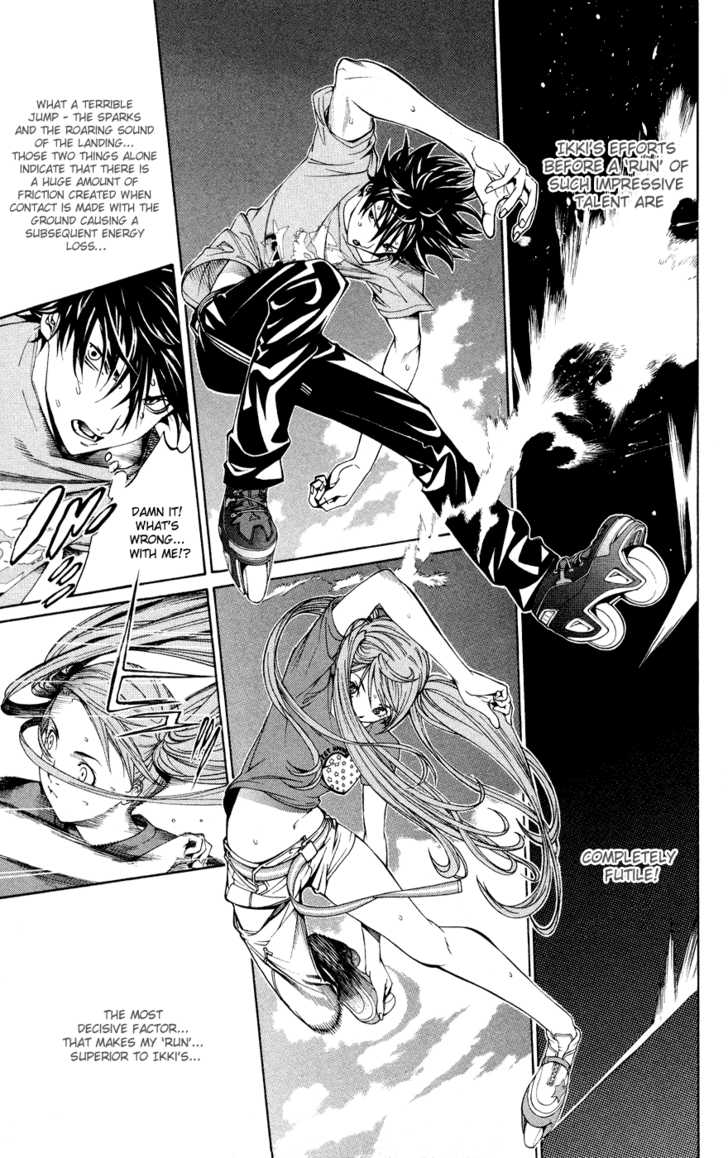 IKKI'S EFFORTS
BEFORE A 'RUN' OF
SUCH IMPRESSIVE
TALENT ARE
WHAT A TERRIBLE
JUMP - THE SPARKS
AND THE ROARING SOUND
OF THE LANDING...
THOSE TWO THINGS ALONE
INDICATE THAT THERE IS
A HUGE AMOUNT OF
FRICTION CREATED WHEN
CONTACT IS MADE WITH THE
GROUND CAUSING A
SUBSEQUENT ENERGY
LOSS...
DAMN IT!
WHAT'S
WRONG...
WITH ME!?
COMPLETELY
FUTILE!
THE MOST
DECISIVE FACTOR...
THAT MAKES MY 'RUN'...
SUPERIOR TO IKKI'S...